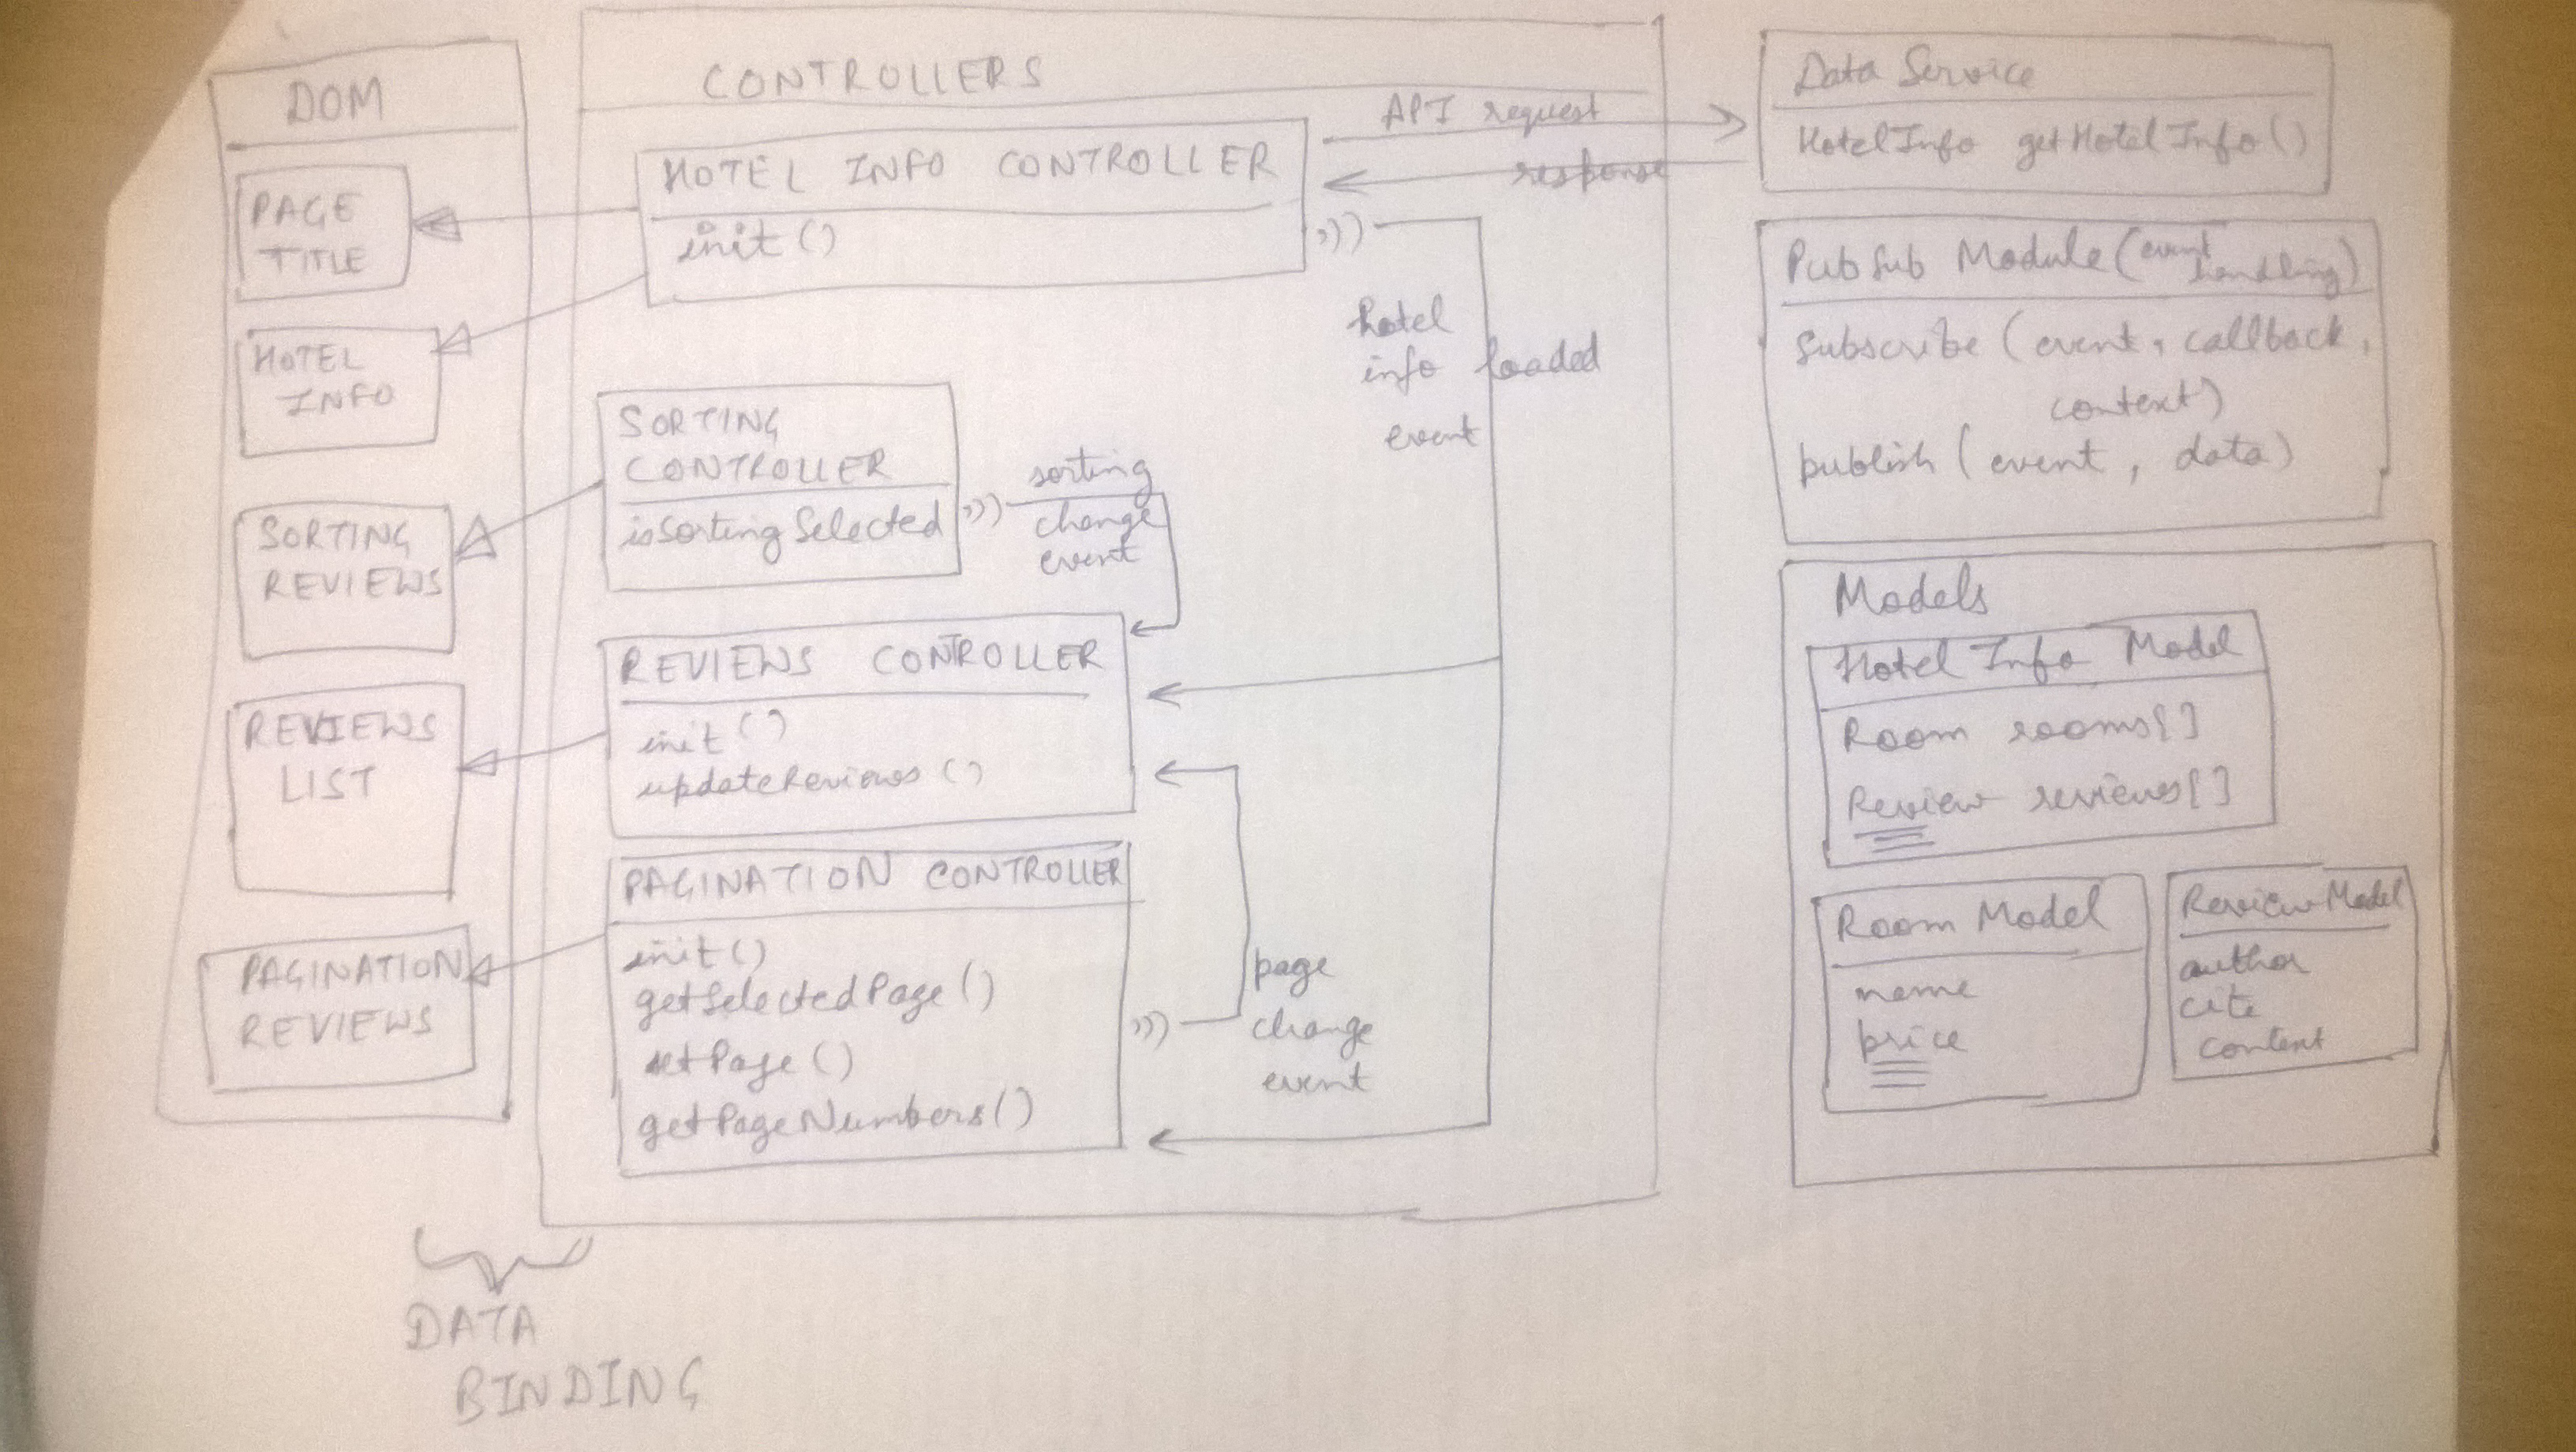 DOM
PAGE
TITLE
HOTEL
INFO
SORTING
REVIEWS
REVIEWS
LIST
PAGINATION
REVIEWS
DATA
BINDING
CONTROLLERS
HOTEL INFO CONTROLLER
init()
API request
response
hotel
info loaded
event
SORTING
CONTROLLER
isSortingSelected
sorting
change
event
REVIEWS CONTROLLER
init()
updateReviews()
PAGINATION CONTROLLER
init()
getSelectedPage()
setPage()
getPageNumbers()
page
change
event
Data Service
HotelInfo getHotelInfo()
PubSub Module (event
handling)
Subscribe (event, callback,
context)
publish (event, data)
Models
Hotel Info Model
Room rooms[]
Review reviews[]
Room Model
name
price
Review Model
author
cite
content